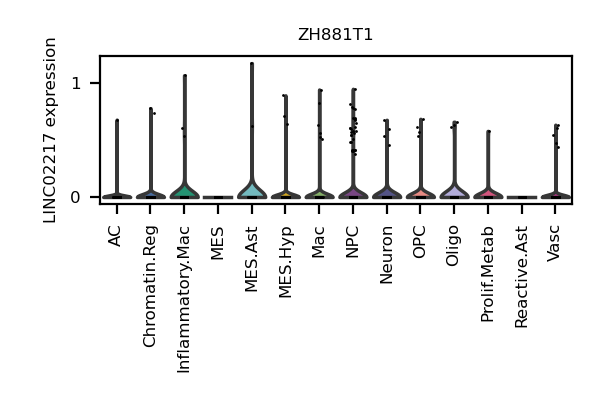 ZH881T1
LINC02217 expression
1
0
AC
Chromatin.Reg
Inflammatory.Mac
MES
MES.Ast
MES.Hyp
Mac
NPC
Neuron
OPC
Oligo
Prolif.Metab
Reactive.Ast
Vasc